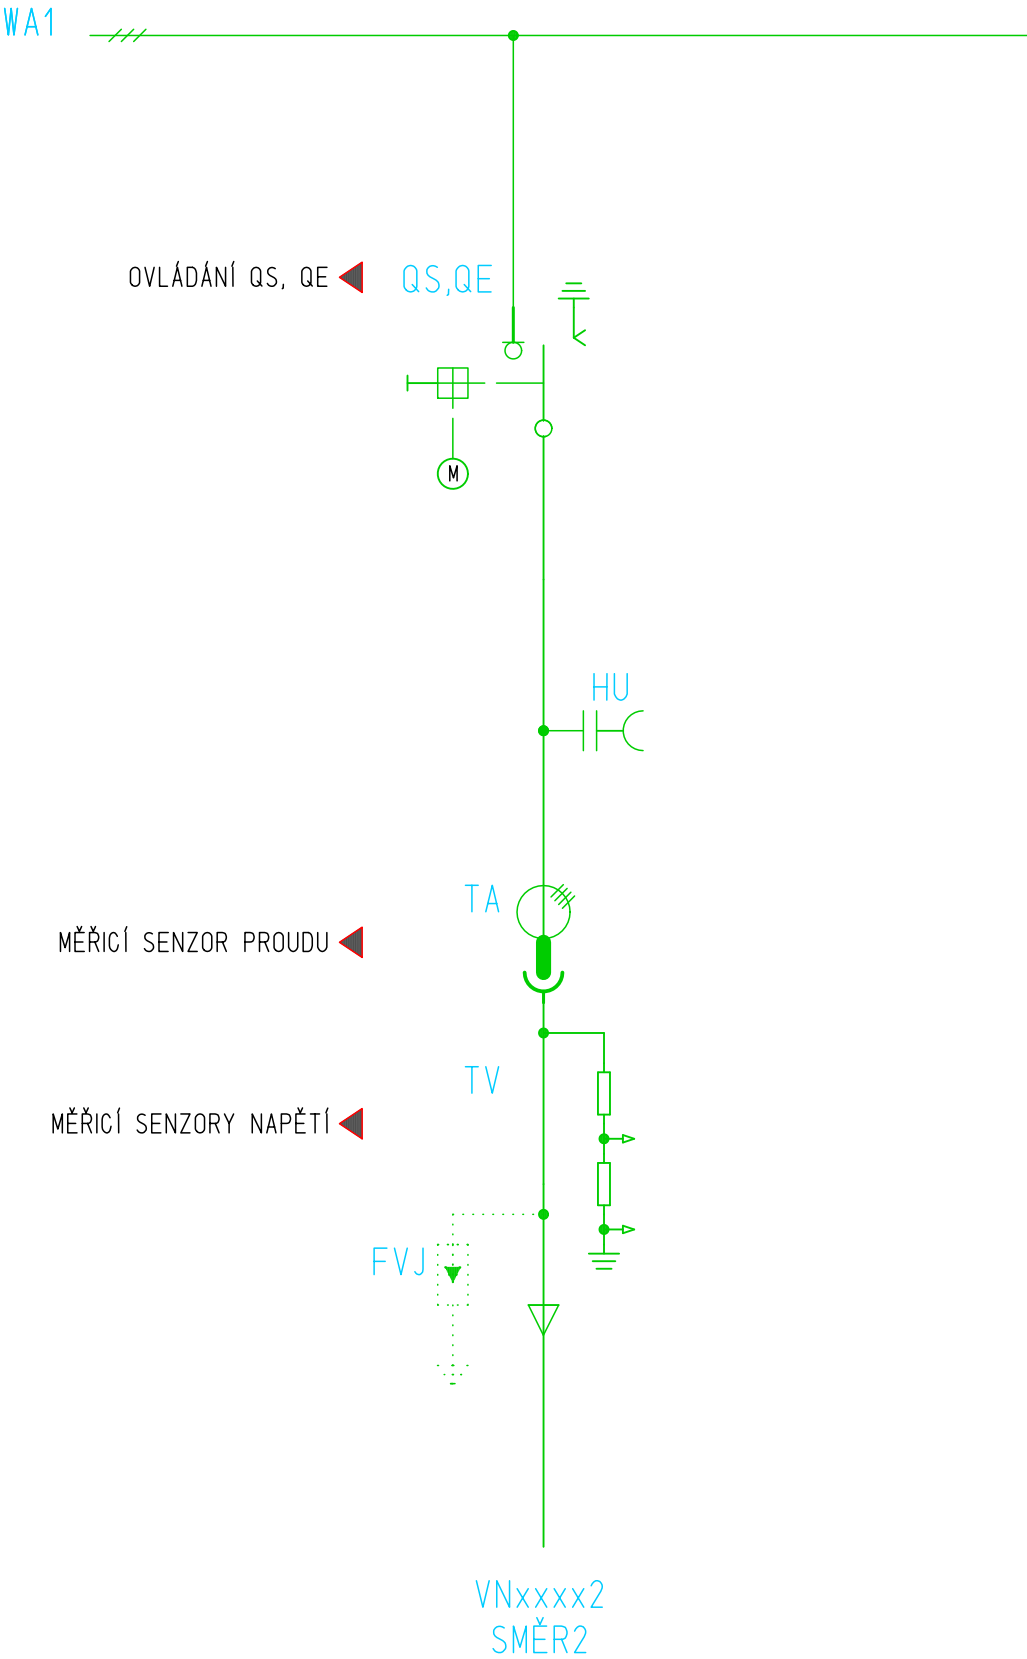 WA1
OVLÁDÁNÍ QS, QE
QS,QE
M
HU
TA
MĚŘICÍ SENZOR PROUDU
TV
MĚŘICÍ SENZORY NAPĚTÍ
FVJ
VNxxxx2
SMĚR2